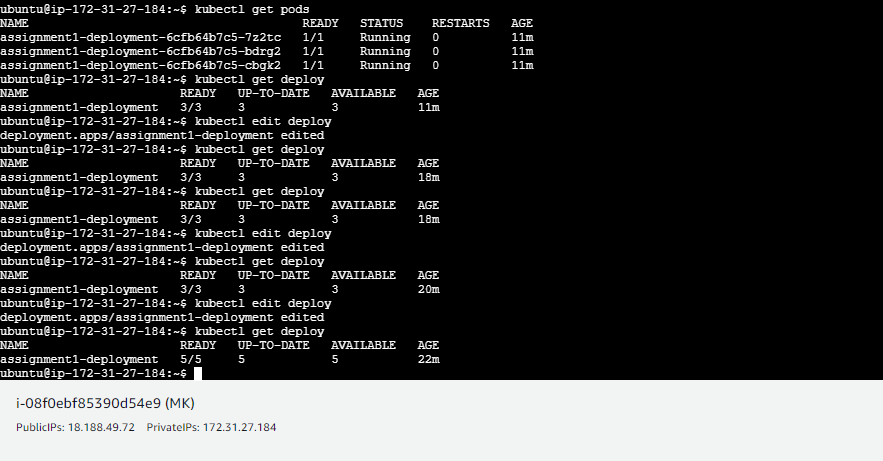 ubuntu@ip-172-31-27-184:~$ kubectl get pods
NAME READY STATUS RESTARTS AGE
assignment1-deployment-6cfb64b7c5-7z2tc 1/1 Running 0 11m
assignment1-deployment-6cfb64b7c5-bdrg2 1/1 Running 0 11m
assignment1-deployment-6cfb64b7c5-cbgk2 1/1 Running 0 11m
ubuntu@ip-172-31-27-184:~$ kubectl get deploy
NAME READY UP-TO-DATE AVAILABLE AGE
assignment1-deployment 3/3 3 3 11m
ubuntu@ip-172-31-27-184:~$ kubectl edit deploy
deployment.apps/assignment1-deployment edited
ubuntu@ip-172-31-27-184:~$ kubectl get deploy
NAME READY UP-TO-DATE AVAILABLE AGE
assignment1-deployment 3/3 3 3 18m
ubuntu@ip-172-31-27-184:~$ kubectl get deploy
NAME READY UP-TO-DATE AVAILABLE AGE
assignment1-deployment 3/3 3 3 18m
ubuntu@ip-172-31-27-184:~$ kubectl edit deploy
deployment.apps/assignment1-deployment edited
ubuntu@ip-172-31-27-184:~$ kubectl get deploy
NAME READY UP-TO-DATE AVAILABLE AGE
assignment1-deployment 3/3 3 3 20m
ubuntu@ip-172-31-27-184:~$ kubectl edit deploy
deployment.apps/assignment1-deployment edited
ubuntu@ip-172-31-27-184:~$ kubectl get deploy
NAME READY UP-TO-DATE AVAILABLE AGE
assignment1-deployment 5/5 5 5 22m
ubuntu@ip-172-31-27-184:~$
i-08f0ebf85390d54e9 (MK)
PublicIPs: 18.188.49.72 PrivateIPs: 172.31.27.184